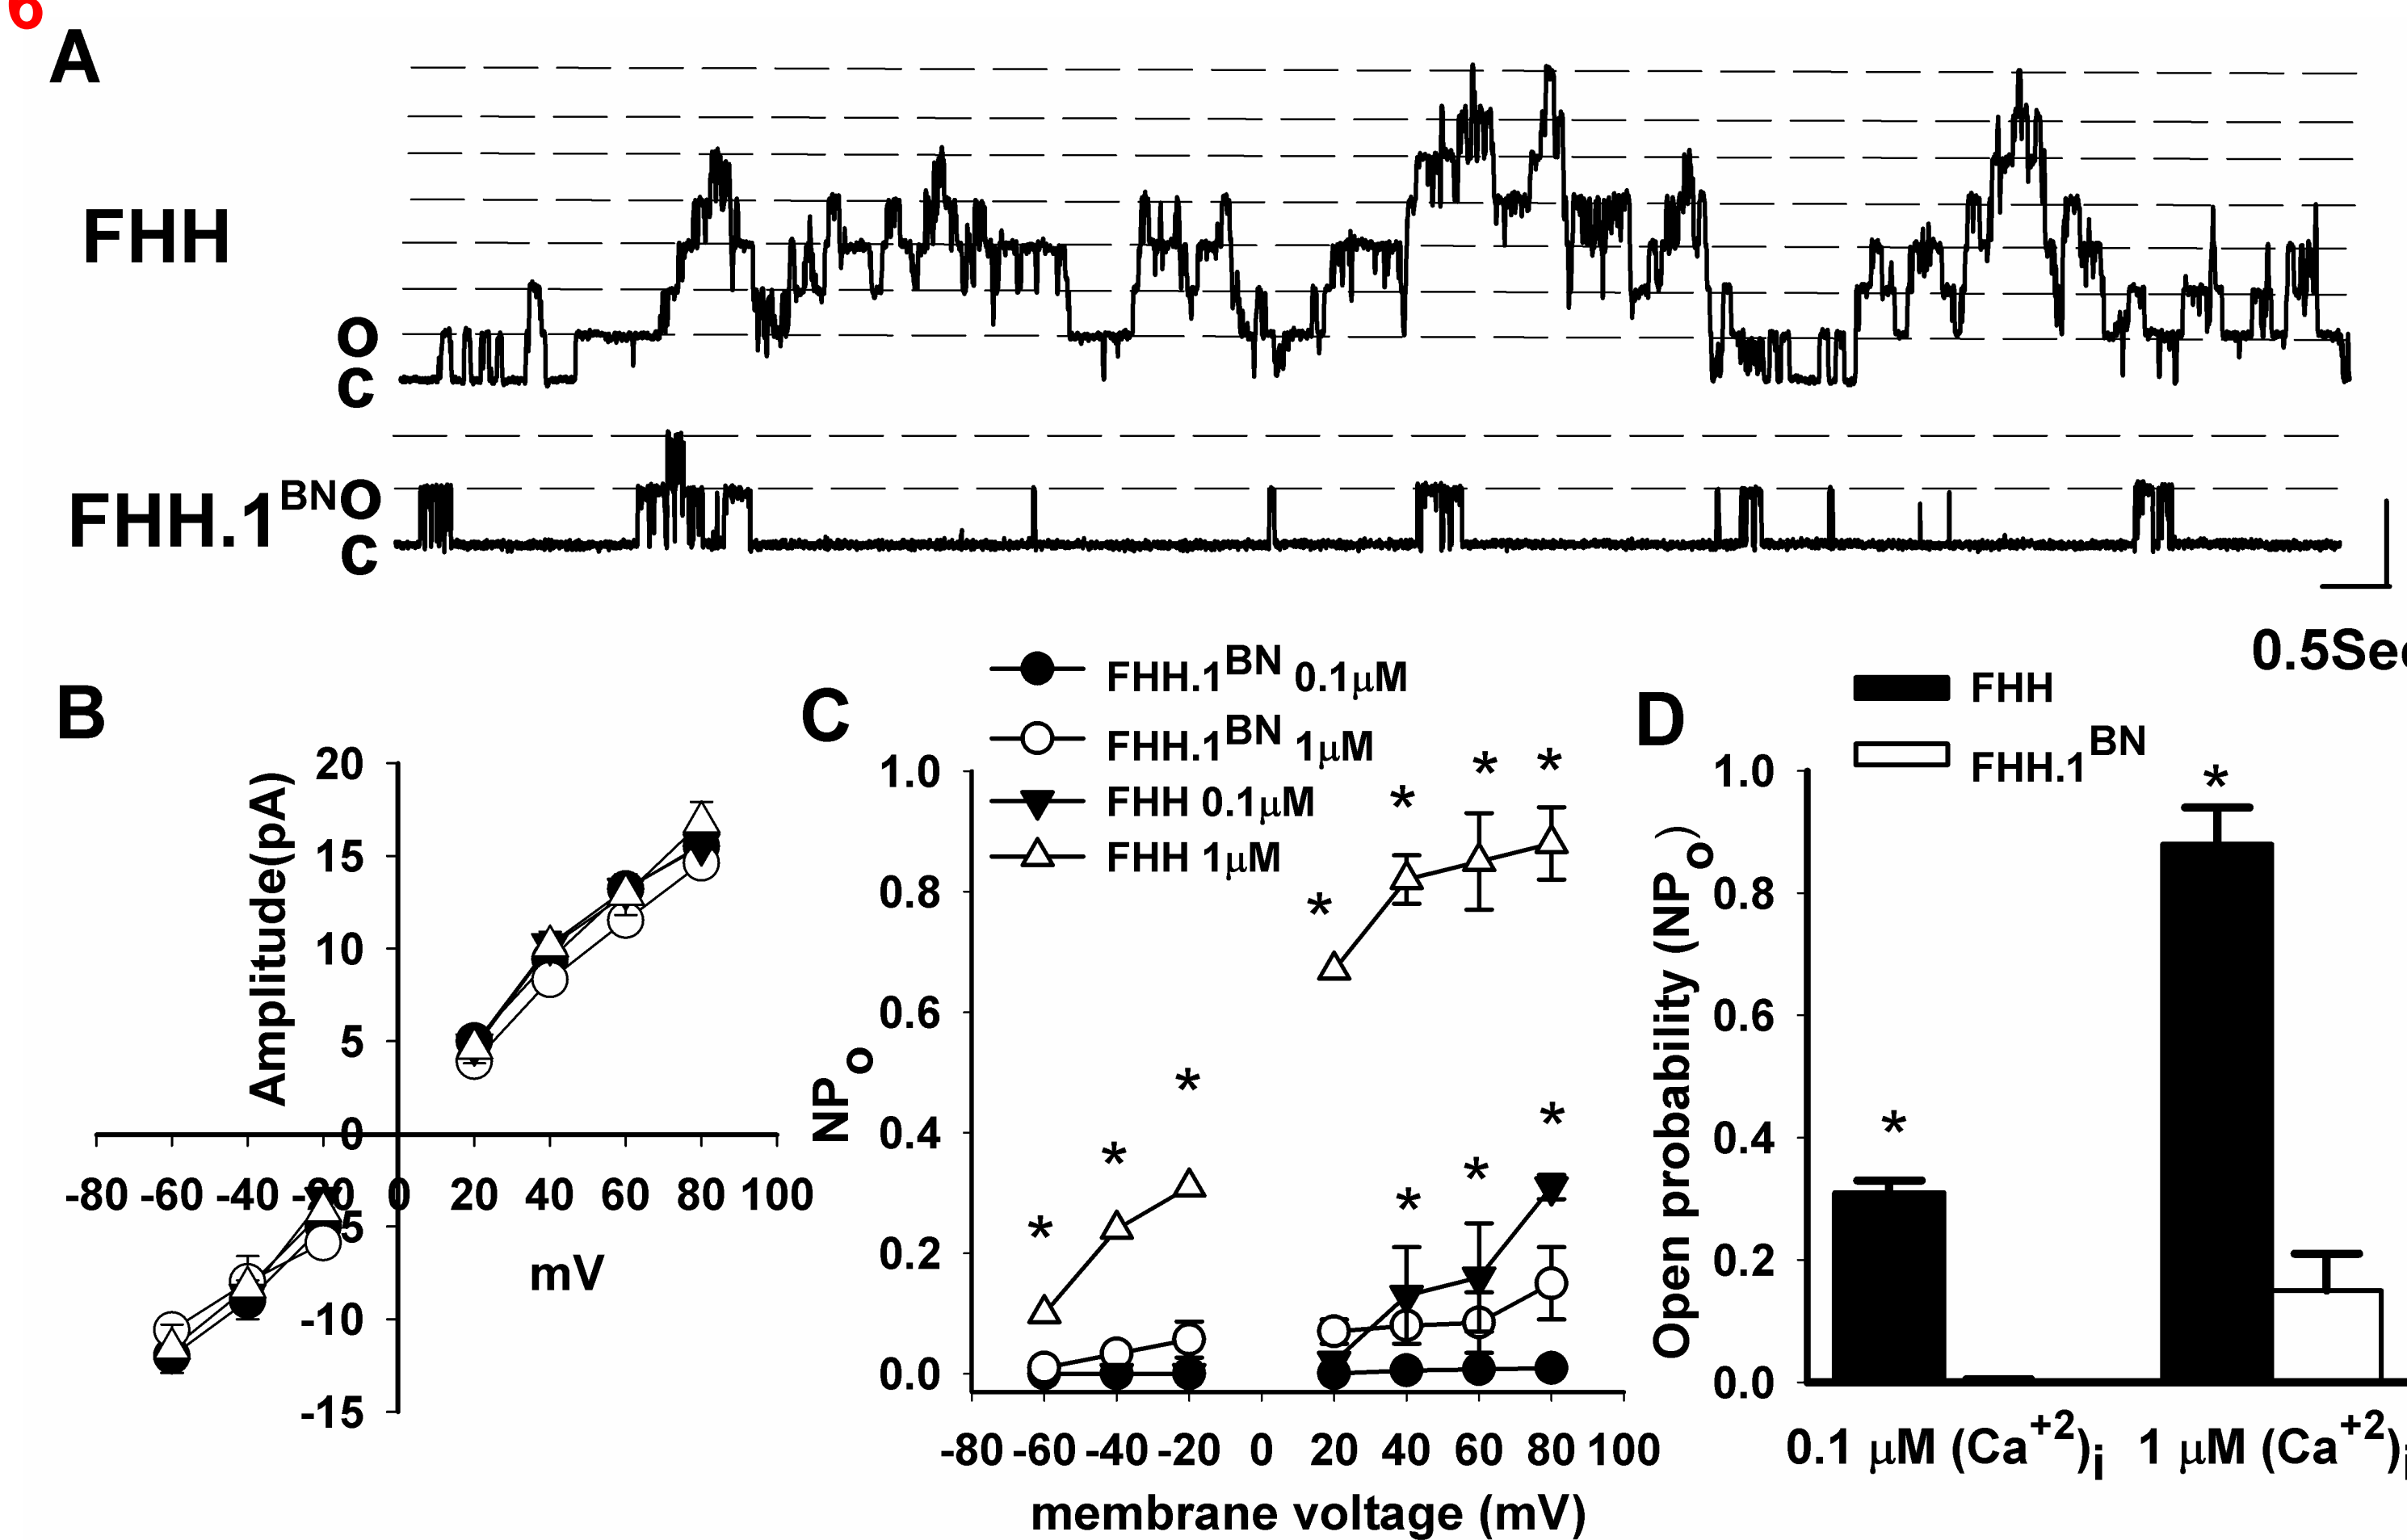 6
A
FHH
O
C
FHH.1BN O
C
0.5Sec
B
Amplitude(pA)
20
15
10
5
0
-5
-10
-15
-80 -60 -40 -20 0 20 40 60 80 100
mV
C
FHH.1BN 0.1μM
FHH.1BN 1μM
FHH 0.1μM
FHH 1μM
NPo
1.0
0.8
0.6
0.4
0.2
0.0
* * * * * * * * * *
-80 -60 -40 -20 0 20 40 60 80 100
membrane voltage (mV)
D
FHH
FHH.1BN
Open probability (NPo)
1.0
0.8
0.6
0.4
0.2
0.0
* *
0.1 μM (Ca+2)i 1 μM (Ca+2)i